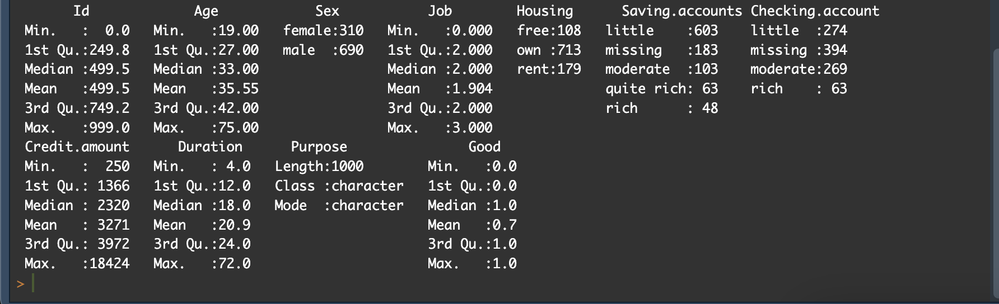 Id             Age            Sex           Job        Housing      Saving.accounts Checking.account
Min.   :  0.0   Min.   :19.00   female:310   Min.   :0.000   free:108   little    :603    little  :274
1st Qu.:249.8   1st Qu.:27.00   male  :690   1st Qu.:2.000   own :713   missing   :183    missing :394
Median :499.5   Median :33.00                Median :2.000   rent:179   moderate  :103    moderate:269
Mean   :499.5   Mean   :35.55                Mean   :1.904              quite rich: 63    rich    : 63
3rd Qu.:749.2   3rd Qu.:42.00                3rd Qu.:2.000              rich      : 48
Max.   :999.0   Max.   :75.00                Max.   :3.000
Credit.amount      Duration      Purpose               Good
Min.   :  250   Min.   : 4.0   Length:1000        Min.   :0.0
1st Qu.: 1366   1st Qu.:12.0   Class :character   1st Qu.:0.0
Median : 2320   Median :18.0   Mode  :character   Median :1.0
Mean   : 3271   Mean   :20.9                      Mean   :0.7
3rd Qu.: 3972   3rd Qu.:24.0                      3rd Qu.:1.0
Max.   :18424   Max.   :72.0                      Max.   :1.0
>